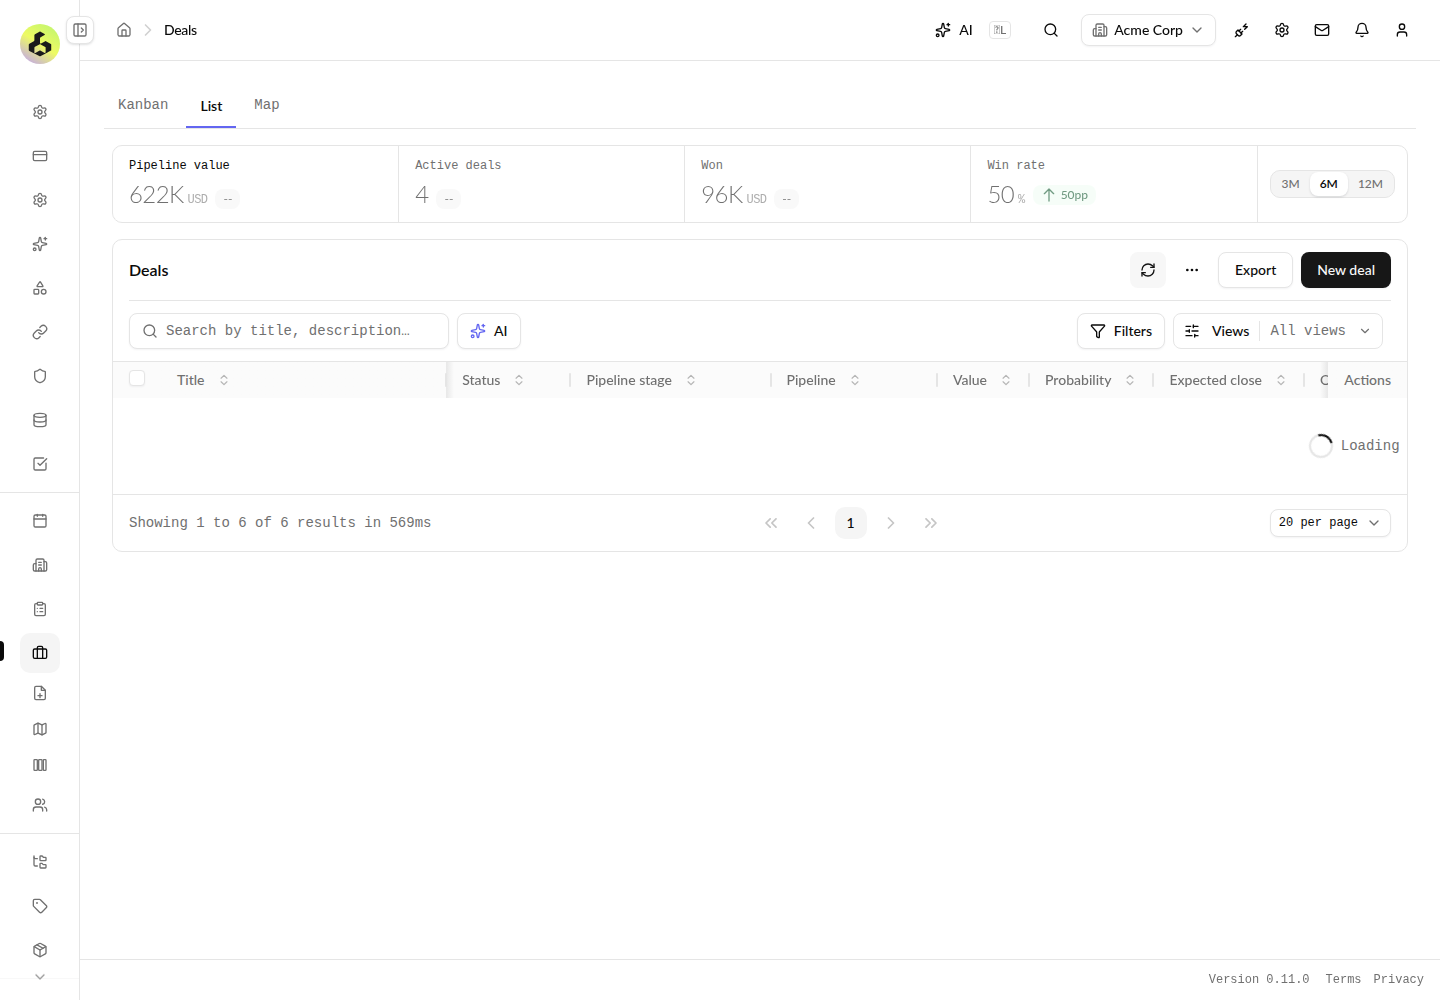 Deals
AI
L
Acme Corp
Kanban
List
Map
Pipeline value
622K USD --
Active deals
4 --
Won
96K USD --
Win rate
50 % 50pp
3M 6M 12M
Deals
Export
New deal
Search by title, description…
AI
Filters
Views All views
Title Status Pipeline stage Pipeline Value Probability Expected close Actions
Loading
Showing 1 to 6 of 6 results in 569ms
1
20 per page
Version 0.11.0 Terms Privacy